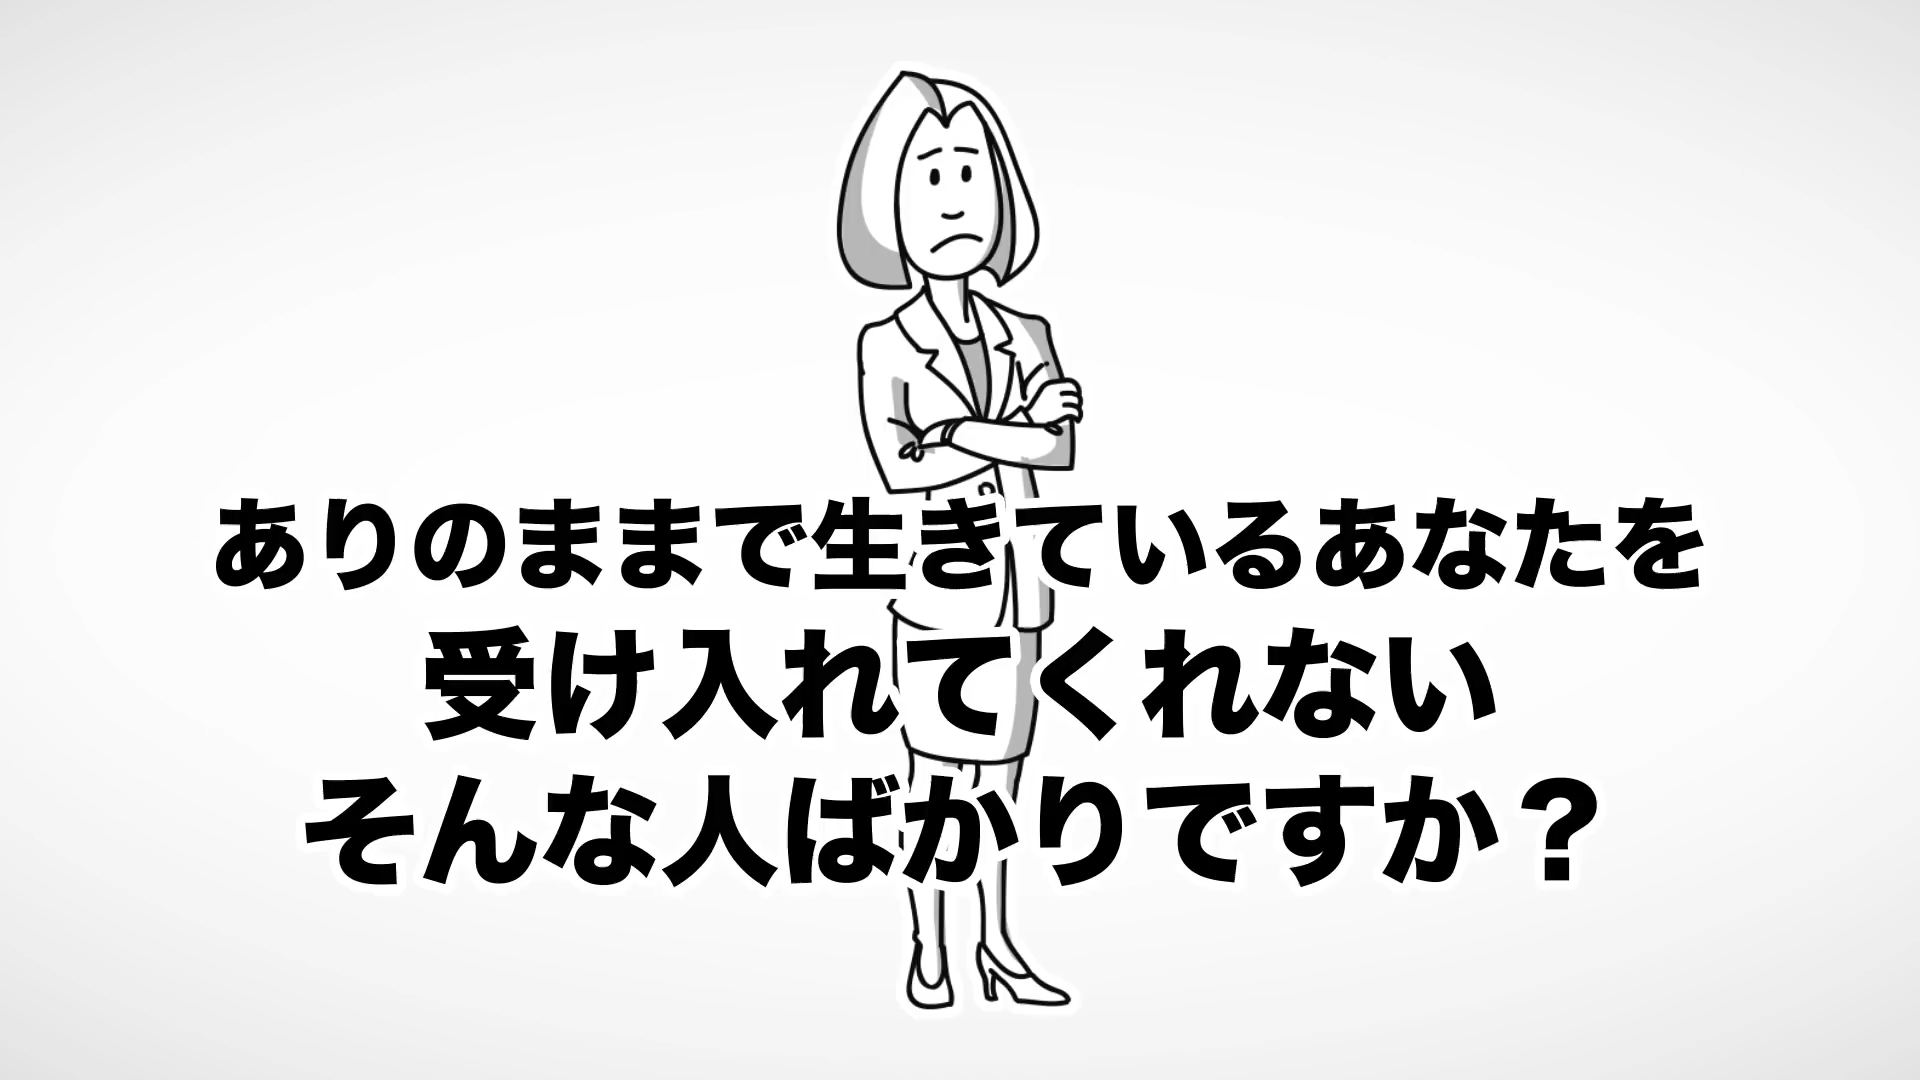 ありのままで生きているあなたを
受け入れてくれない
そんな人ばかりですか？